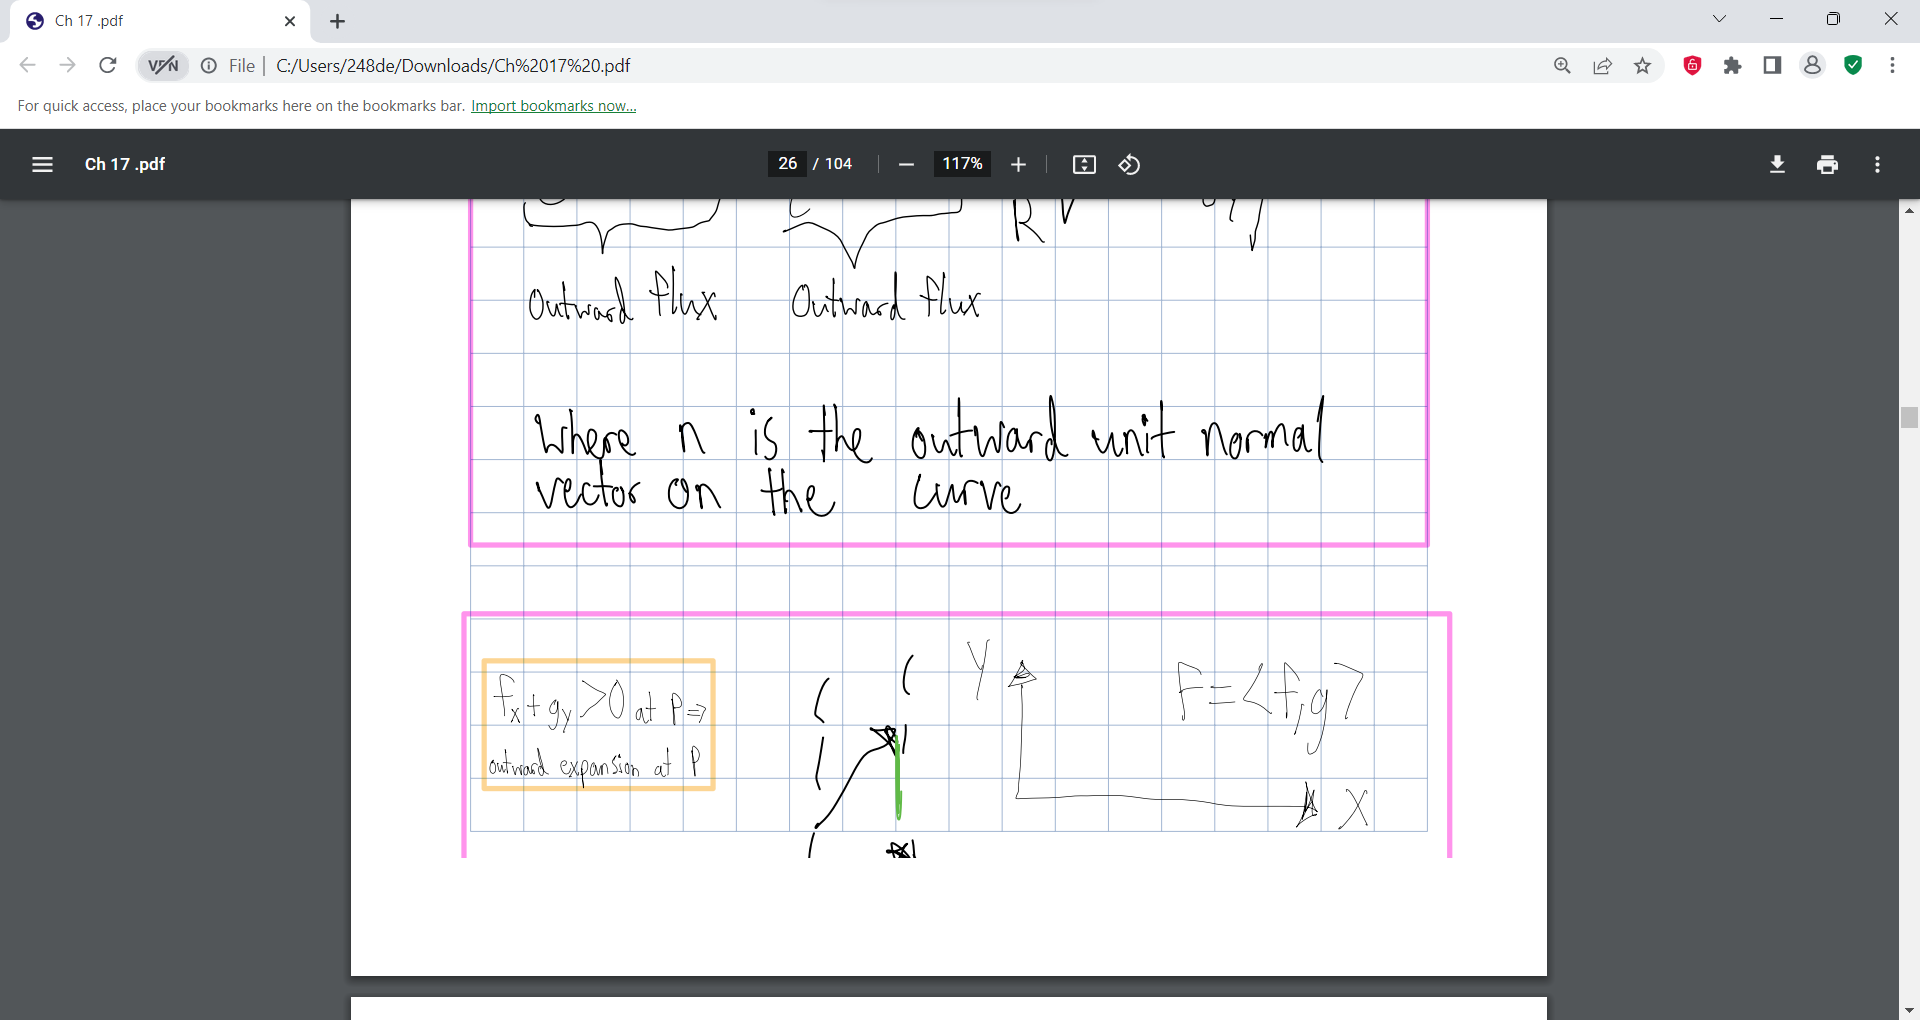 Ch 17 .pdf
File | C:/Users/248de/Downloads/Ch%2017%20.pdf
For quick access, place your bookmarks here on the bookmarks bar. Import bookmarks now...
Ch 17 .pdf 26 / 104 117%
Outward flux Outward flux
Where n is the outward unit normal
vector on the curve
fx + gy > 0 at P ⇒
outward expansion at P
Y
F = <f, g>
X